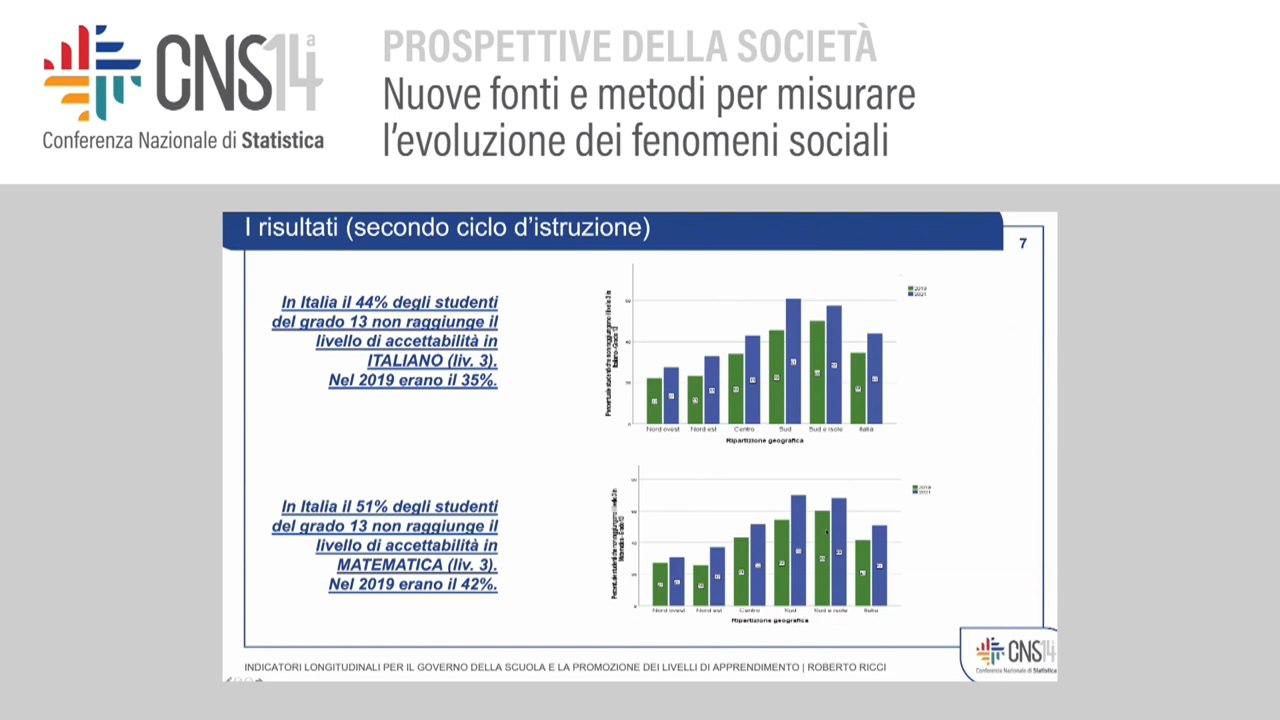 CNS14a
Conferenza Nazionale di Statistica
PROSPETTIVE DELLA SOCIETÀ
Nuove fonti e metodi per misurare
l'evoluzione dei fenomeni sociali
I risultati (secondo ciclo d'istruzione)
7
In Italia il 44% degli studenti
del grado 13 non raggiunge il
livello di accettabilità in
ITALIANO (liv. 3).
Nel 2019 erano il 35%.
2019
2021
Nord ovest Nord est Centro Sud Sud e isole Italia
Ripartizione geografica
In Italia il 51% degli studenti
del grado 13 non raggiunge il
livello di accettabilità in
MATEMATICA (liv. 3).
Nel 2019 erano il 42%.
2019
2021
Nord ovest Nord est Centro Sud Sud e isole Italia
Ripartizione geografica
INDICATORI LONGITUDINALI PER IL GOVERNO DELLA SCUOLA E LA PROMOZIONE DEI LIVELLI DI APPRENDIMENTO | ROBERTO RICCI
CNS14
Conferenza Nazionale di Statistica